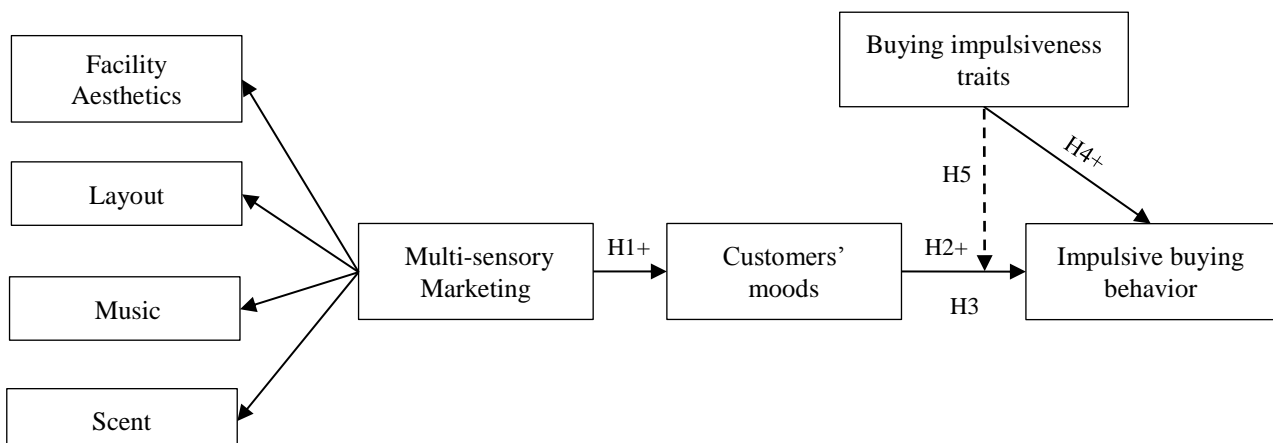 Facility
Aesthetics
Layout
Music
Scent
Multi-sensory
Marketing
H1+
Customers’
moods
H2+
H3
Buying impulsiveness
traits
H5
H4+
Impulsive buying
behavior